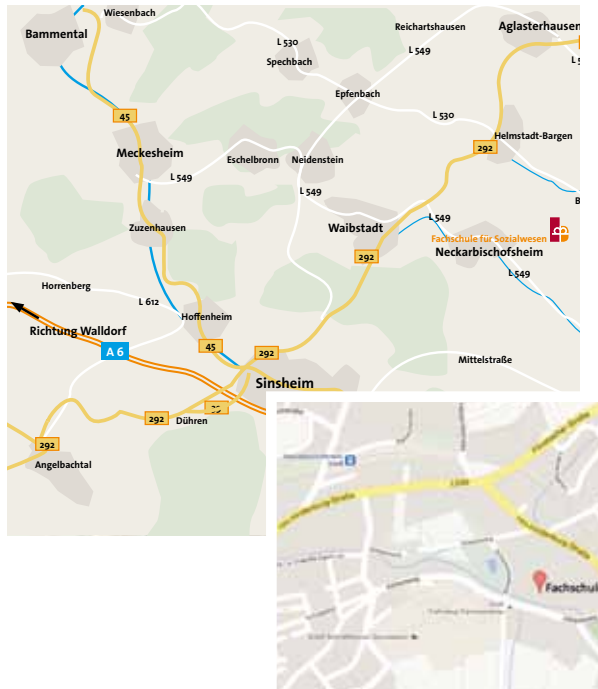 Wiesenbach
Bammental
Reichartshausen
Aglasterhausen
L 530
L 549
Spechbach
Epfenbach
L 530
45
Helmstadt-Bargen
292
Meckesheim
Eschelbronn
Neidenstein
L 549
L 549
B
L 549
Zuzenhausen
Waibstadt
Fachschule für Sozialwesen
Neckarbischofsheim
292
L 549
Horrenberg
L 612
Hoffenheim
Richtung Walldorf
A 6
45
292
Mittelstraße
Sinsheim
292
Dühren
292
Angelbachtal
Fachschul